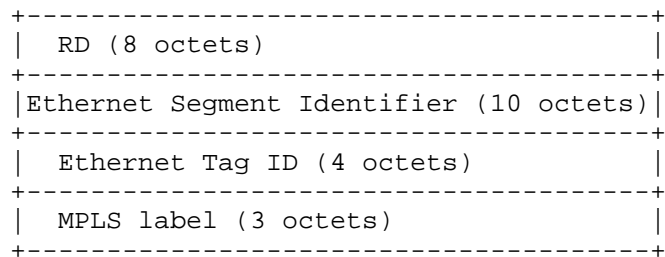 RD (8 octets)
Ethernet Segment Identifier (10 octets)
Ethernet Tag ID (4 octets)
MPLS label (3 octets)